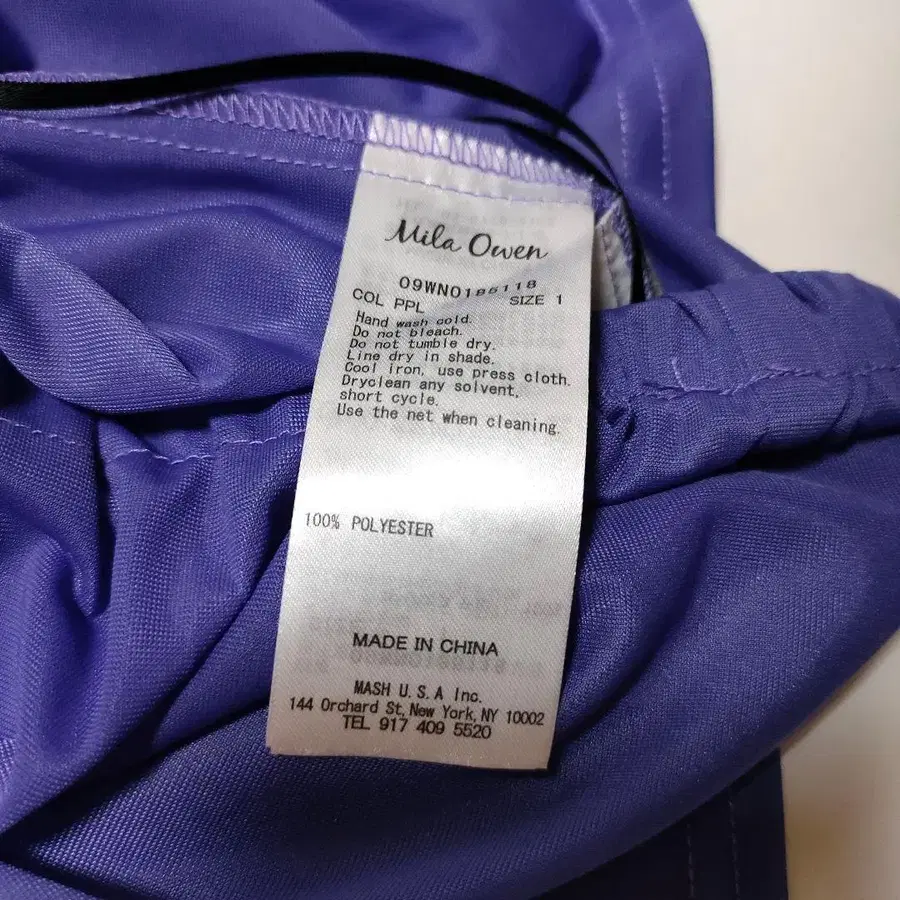 Mila Owen
09WNO185118
COL PPL SIZE 1
Hand wash cold.
Do not bleach.
Do not tumble dry.
Line dry in shade.
Cool iron, use press cloth.
Dryclean any solvent,
short cycle.
Use the net when cleaning.
100% POLYESTER
MADE IN CHINA
MASH U.S.A Inc.
144 Orchard St, New York, NY 10002
TEL 917 409 5520